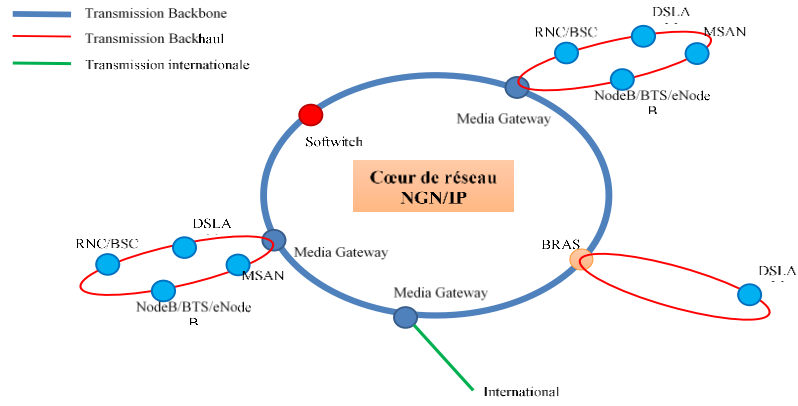 Transmission Backbone
Transmission Backhaul
Transmission internationale
RNC/BSC
DSLA
MSAN
NodeB/BTS/eNode
B
Media Gateway
Softwitch
Cœur de réseau
NGN/IP
BRAS
DSLA
RNC/BSC
DSLA
MSAN
NodeB/BTS/eNode
B
Media Gateway
Media Gateway
International